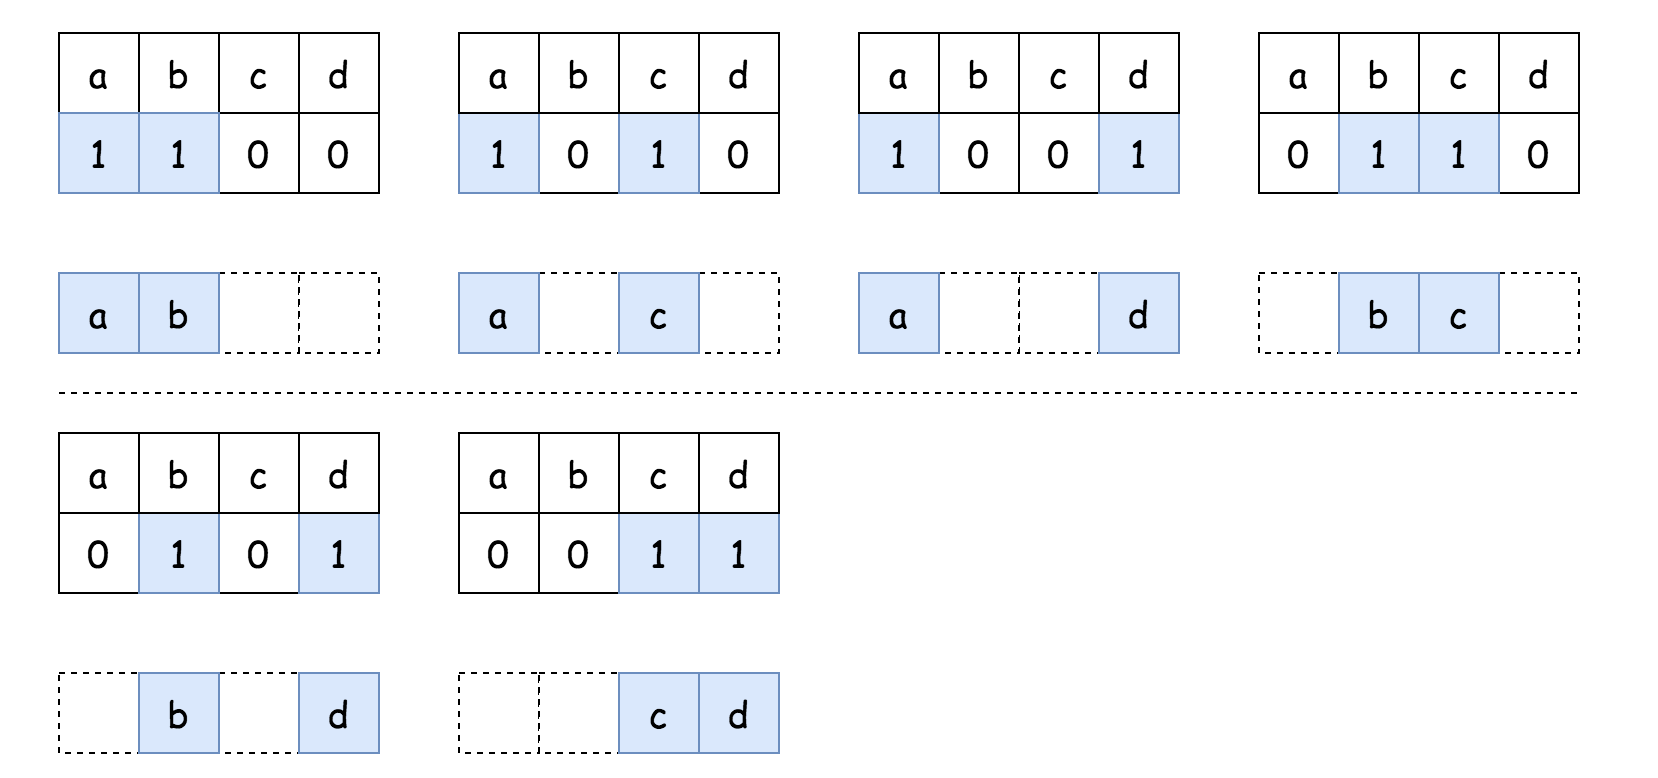 a b c d a b c d a b c d a b c d
1 1 0 0 1 0 1 0 1 0 0 1 0 1 1 0
a b a c a d b c
a b c d a b c d
0 1 0 1 0 0 1 1
b d c d